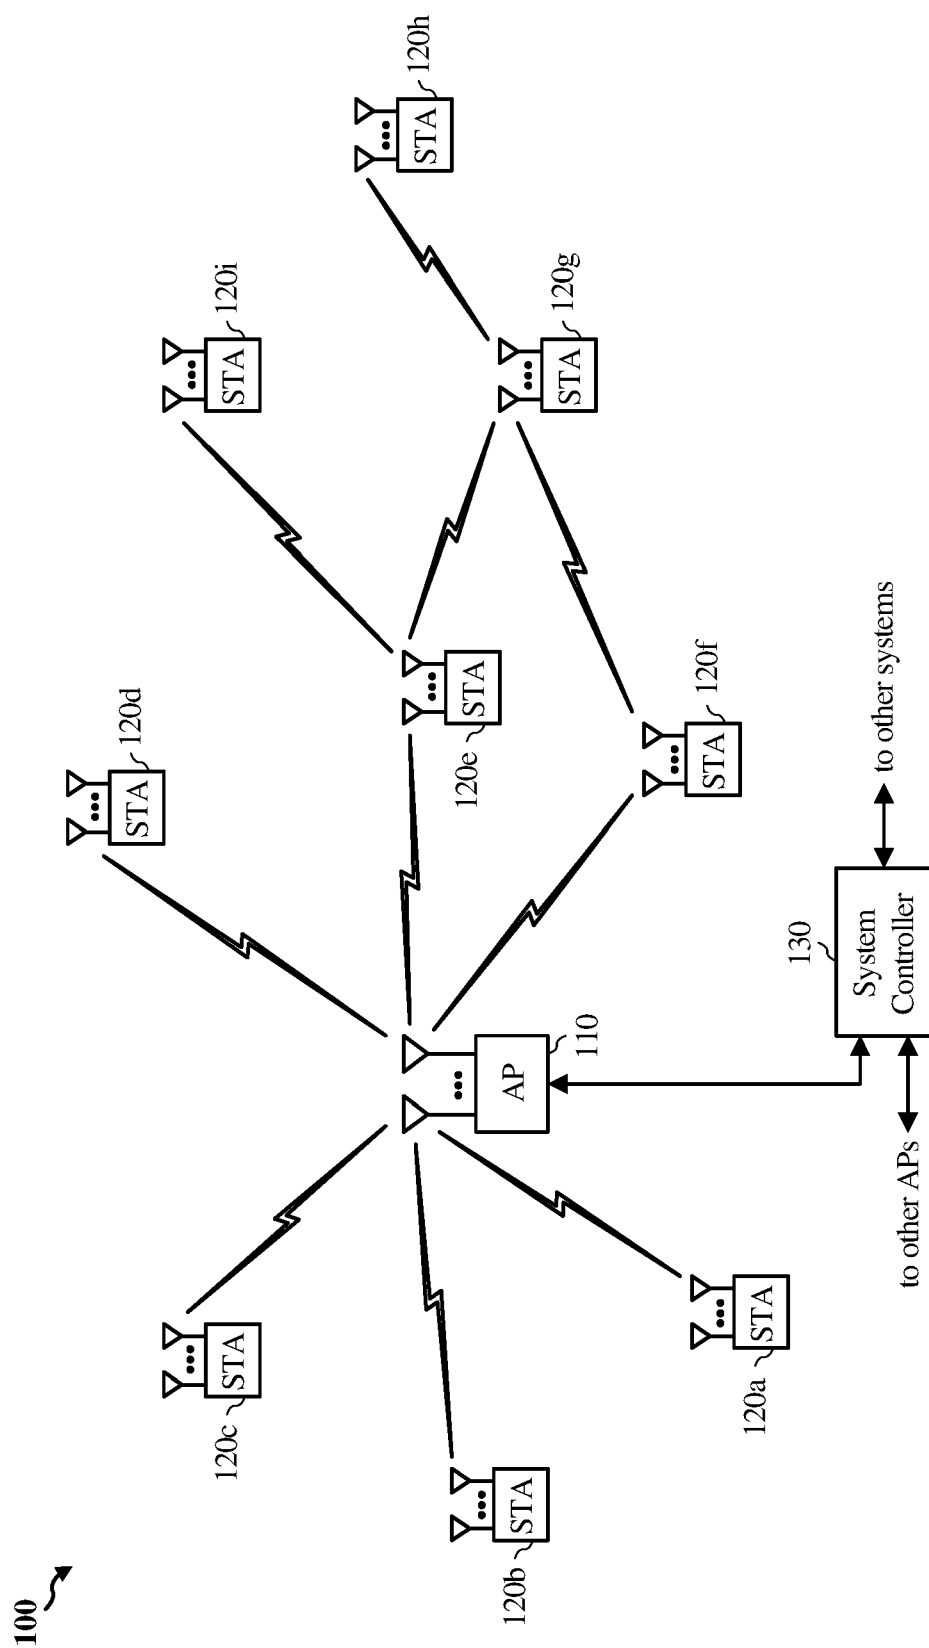 100
120d
STA
120i
STA
120h
STA
120c
STA
120e
STA
120g
STA
120b
STA
AP
110
120f
STA
120a
STA
130
System
Controller
to other APs
to other systems